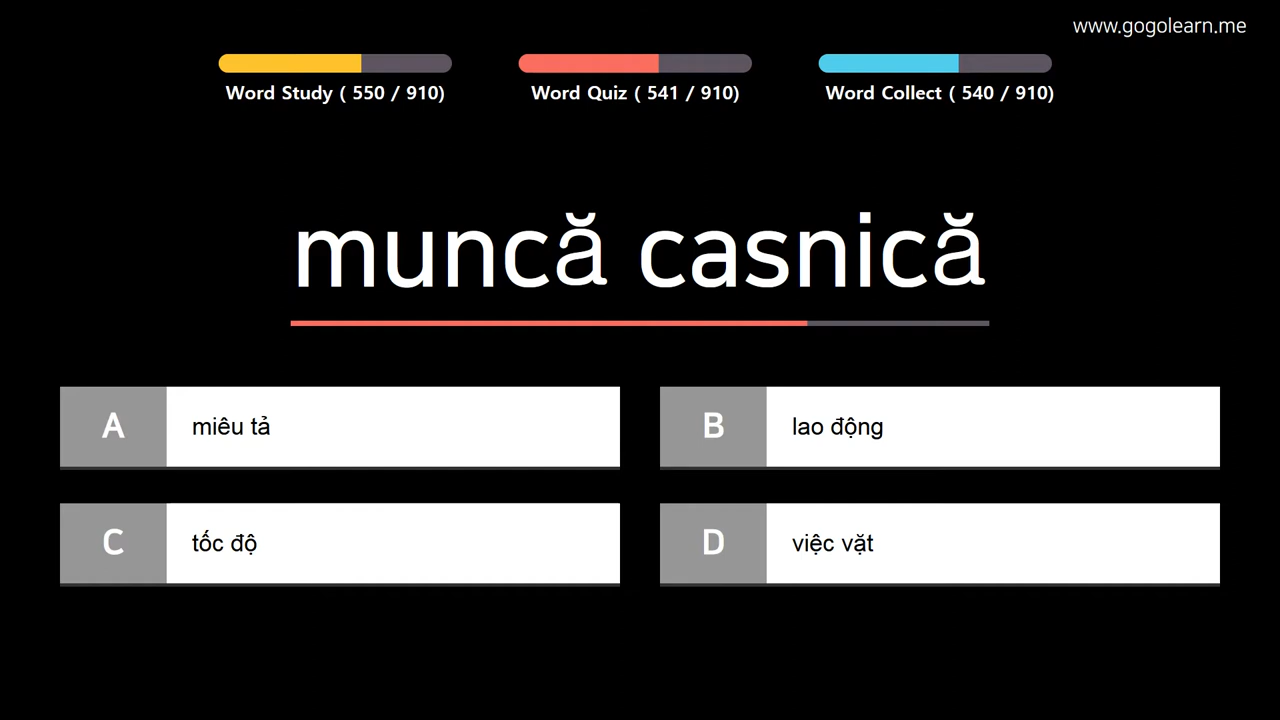 www.gogolearn.me
Word Study ( 550 / 910)
Word Quiz ( 541 / 910)
Word Collect ( 540 / 910)
muncă casnică
A miêu tả
B lao động
C tốc độ
D việc vặt